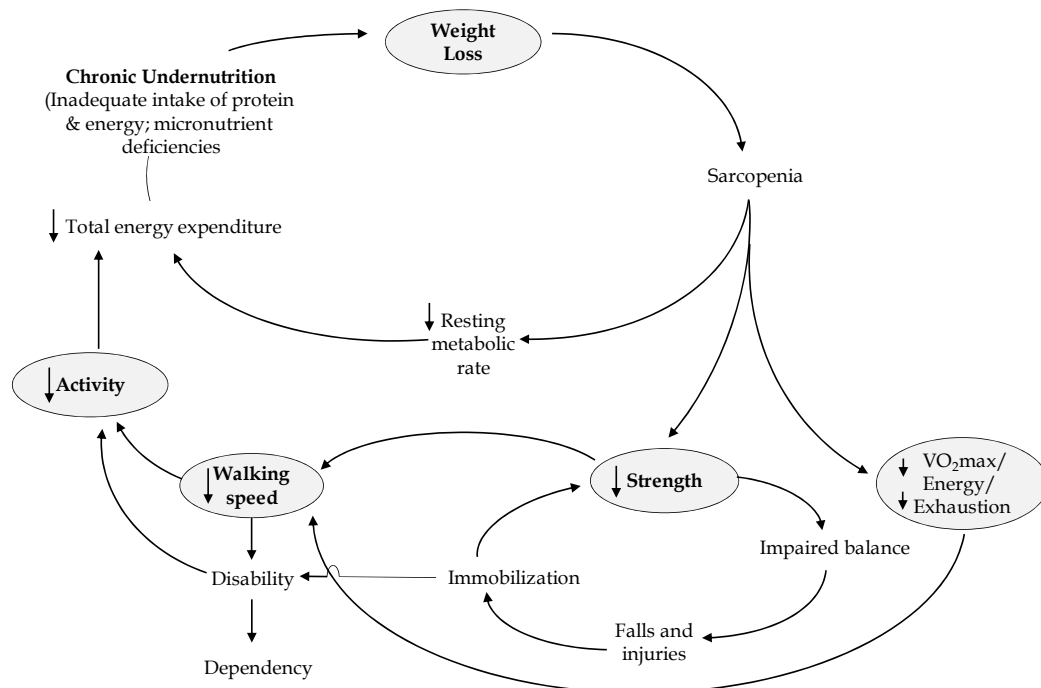 Weight
Loss
Chronic Undernutrition
(Inadequate intake of protein
& energy; micronutrient
deficiencies
Sarcopenia
↓ Total energy expenditure
↓ Resting
metabolic
rate
↓ Activity
↓ Walking
speed
↓ Strength
↓ VO₂max/
Energy/
↓ Exhaustion
Impaired balance
Disability
Immobilization
Falls and
injuries
Dependency